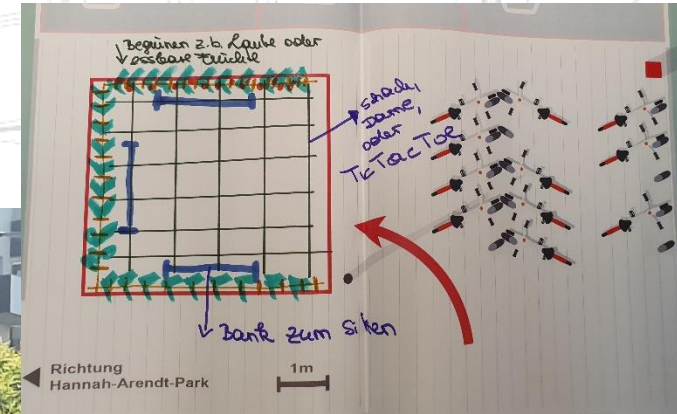 Begrünen z.b. Laube oder
essbare Früchte
schach,
Dame,
oder
TicTacToe
Bank zum Sitzen
Richtung
Hannah-Arendt-Park
1m